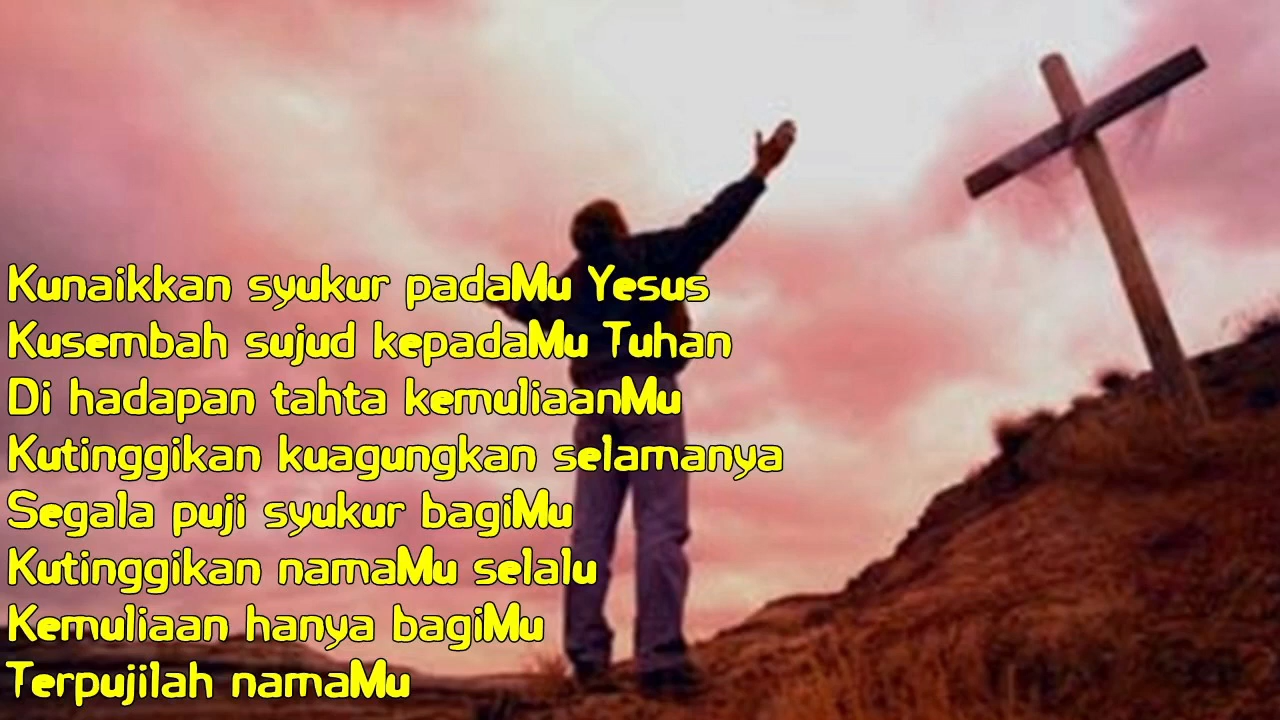 Kunaikkan syukur padaMu Yesus
Kusembah sujud kepadaMu Tuhan
Di hadapan tahta kemuliaanMu
Kutinggikan kuagungkan selamanya
Segala puji syukur bagiMu
Kutinggikan namaMu selalu
Kemuliaan hanya bagiMu
Terpujilah namaMu